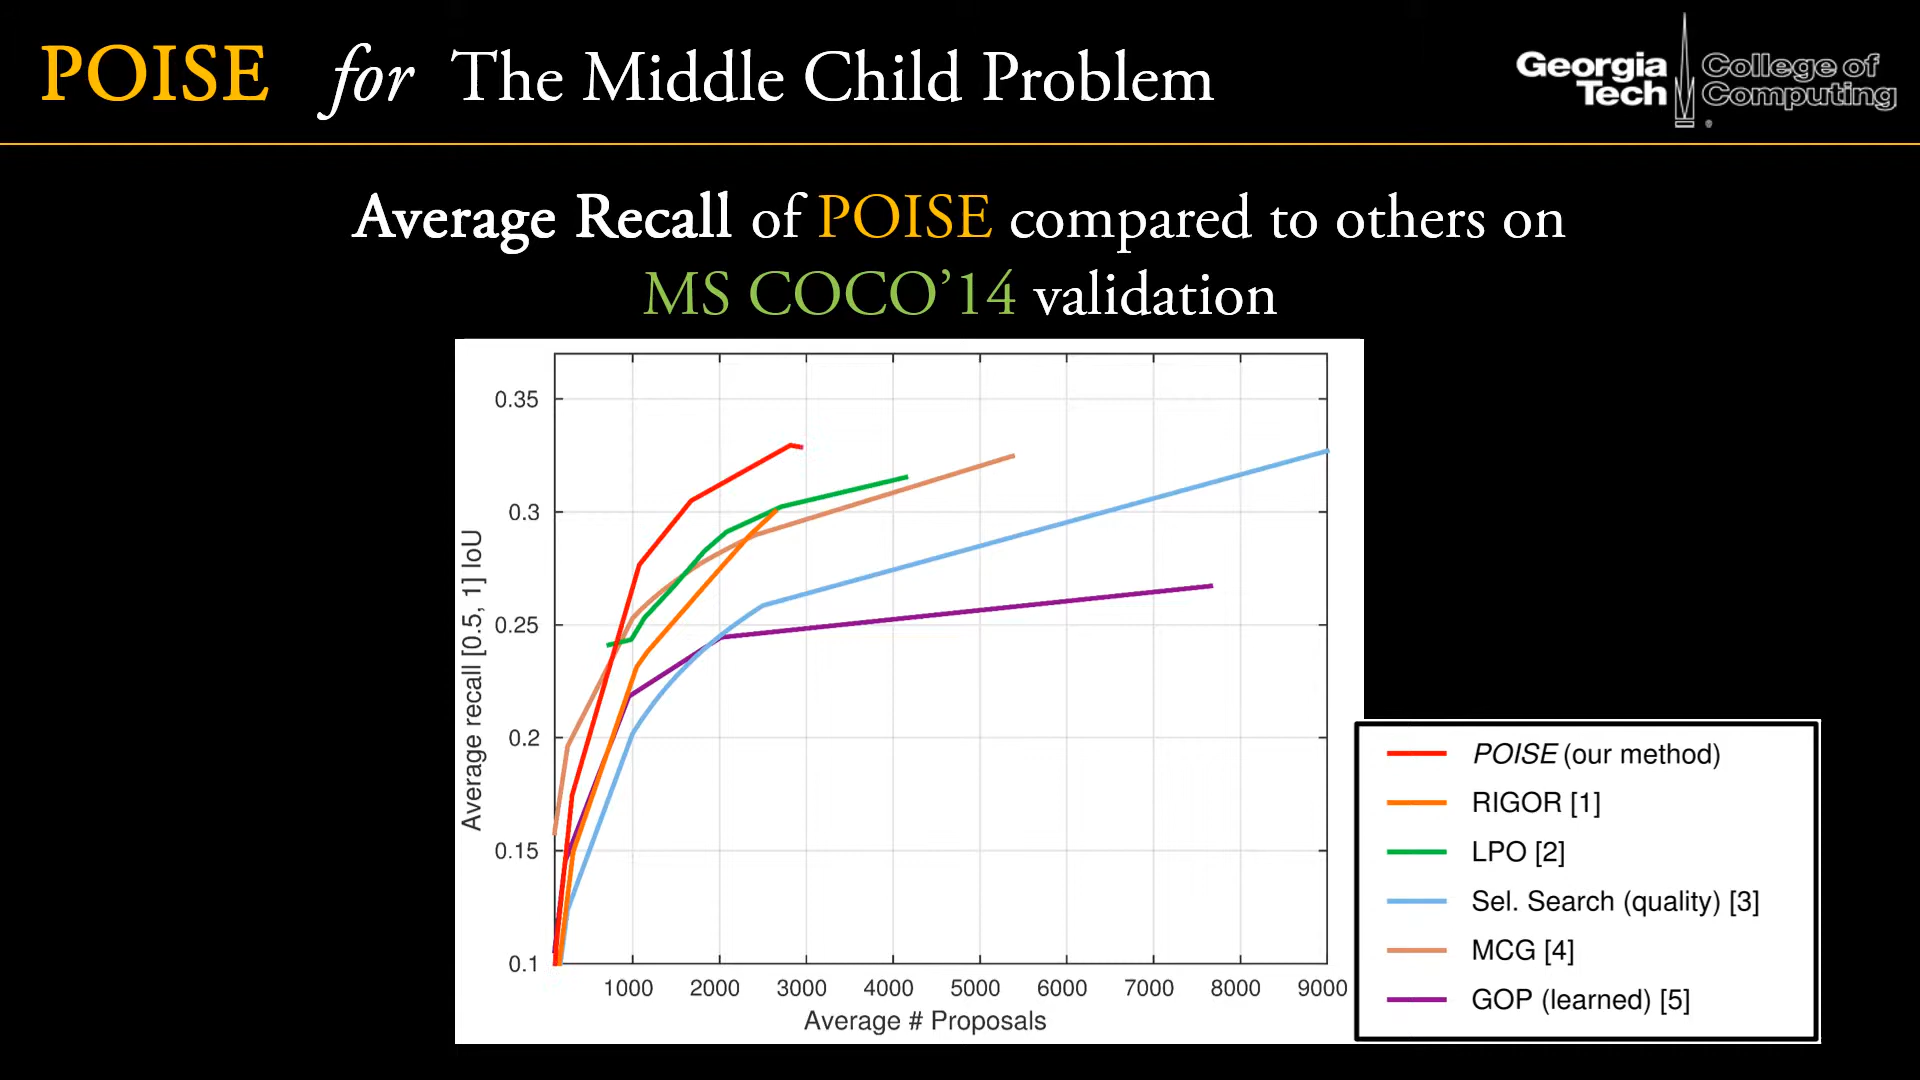 POISE for The Middle Child Problem
Georgia Tech
College of Computing
®
Average Recall of POISE compared to others on
MS COCO’14 validation
0.35
0.3
0.25
0.2
0.15
0.1
Average recall [0.5, 1] IoU
1000 2000 3000 4000 5000 6000 7000 8000 9000
Average # Proposals
POISE (our method)
RIGOR [1]
LPO [2]
Sel. Search (quality) [3]
MCG [4]
GOP (learned) [5]